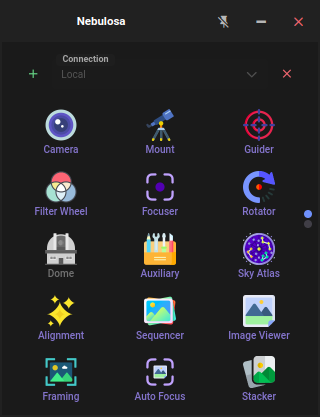 Nebulosa
Connection
Local
Camera Mount Guider
Filter Wheel Focuser Rotator
Dome Auxiliary Sky Atlas
Alignment Sequencer Image Viewer
Framing Auto Focus Stacker